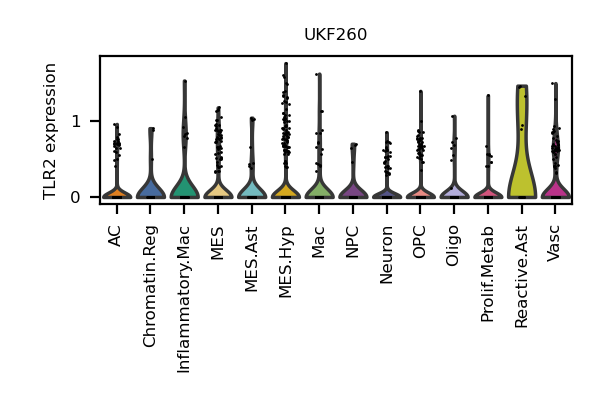 UKF260
TLR2 expression
1
0
AC
Chromatin.Reg
Inflammatory.Mac
MES
MES.Ast
MES.Hyp
Mac
NPC
Neuron
OPC
Oligo
Prolif.Metab
Reactive.Ast
Vasc